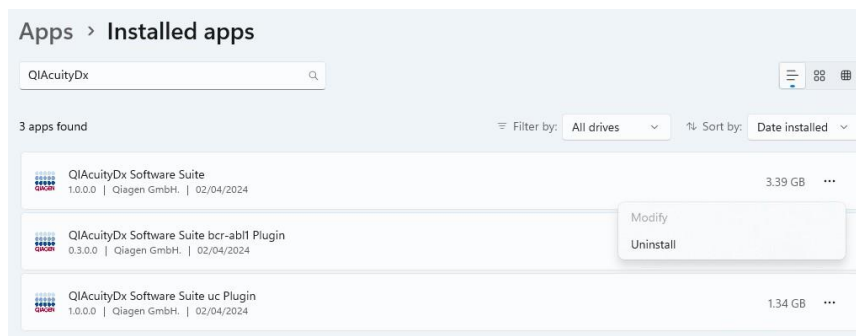 Apps > Installed apps
QIAcuityDx
3 apps found
Filter by: All drives
Sort by: Date installed
QIAGEN
QIAcuityDx Software Suite
1.0.0.0 | Qiagen GmbH. | 02/04/2024
3.39 GB
Modify
Uninstall
QIAGEN
QIAcuityDx Software Suite bcr-abl1 Plugin
0.3.0.0 | Qiagen GmbH. | 02/04/2024
QIAGEN
QIAcuityDx Software Suite uc Plugin
1.0.0.0 | Qiagen GmbH. | 02/04/2024
1.34 GB